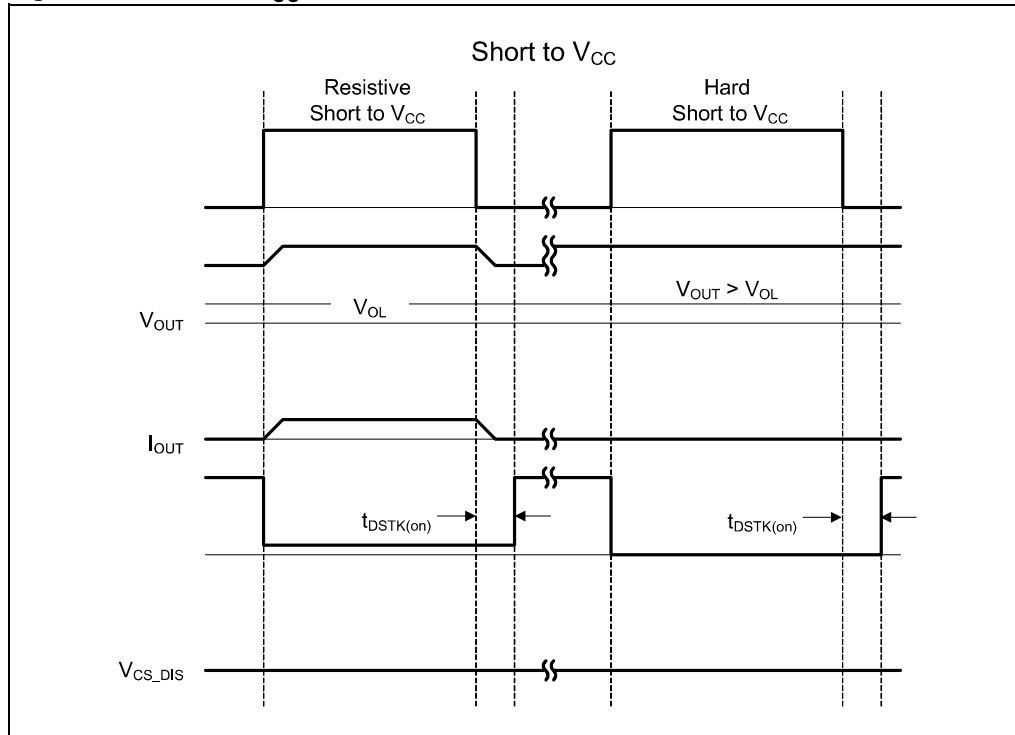 Short to VCC
Resistive
Short to VCC
Hard
Short to VCC
VOUT > VOL
VOL
VOUT
IOUT
tDSTK(on)
tDSTK(on)
VCS_DIS